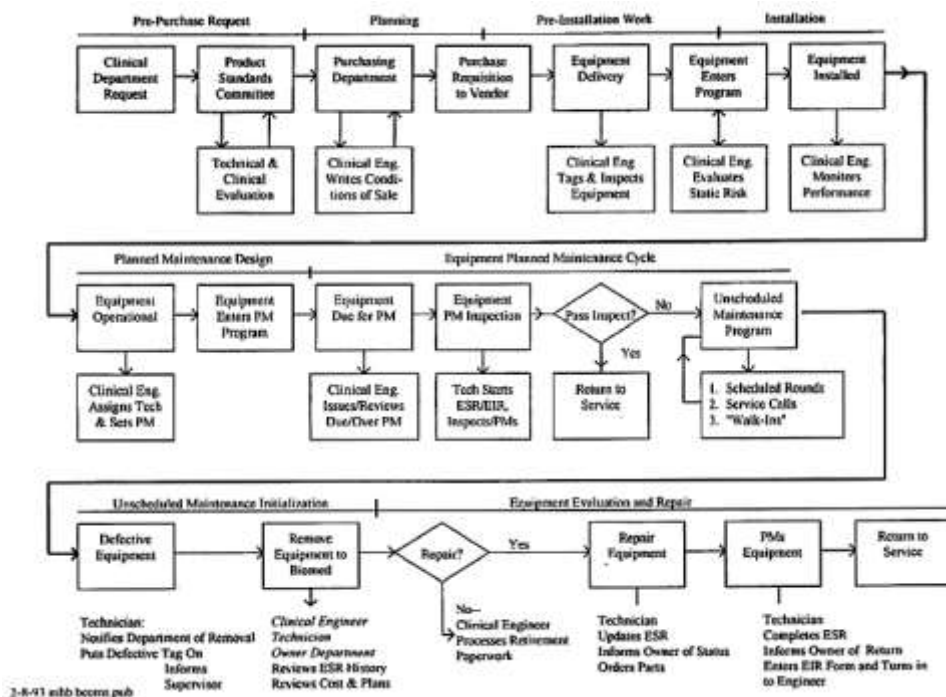 Pre-Purchase Request
Planning
Pre-Installation Work
Installation
Clinical
Department
Request
Product
Standards
Committee
Purchasing
Department
Purchase
Requisition
to Vendor
Equipment
Delivery
Equipment
Enters
Program
Equipment
Installed
Technical &
Clinical
Evaluation
Clinical Eng.
Writes Condi-
tions of Sale
Clinical Eng
Tags & Inspects
Equipment
Clinical Eng.
Evaluates
Static Risk
Clinical Eng.
Monitors
Performance
Planned Maintenance Design
Equipment Planned Maintenance Cycle
Equipment
Operational
Equipment
Enters PM
Program
Equipment
Due for PM
Equipment
PM Inspection
Pass Inspect?
No
Yes
Unscheduled
Maintenance
Program
Clinical Eng.
Assigns Tech
& Sets PM
Clinical Eng.
Issues/Reviews
Due/Over PM
Tech Starts
ESR/EIR,
Inspects/PMs
Return to
Service
1. Scheduled Rounds
2. Service Calls
3. "Walk-Ins"
Unscheduled Maintenance Initialization
Equipment Evaluation and Repair
Defective
Equipment
Remove
Equipment to
Biomed
Repair?
Yes
Repair
Equipment
PMs
Equipment
Return to
Service
Technician:
Notifies Department of Removal
Puts Defective Tag On
Informs
Supervisor
Clinical Engineer
Technician
Owner Department
Reviews ESR History
Reviews Cost & Plans
No--
Clinical Engineer
Processes Retirement
Paperwork
Technician
Updates ESR
Informs Owner of Status
Orders Parts
Technician
Completes ESR
Informs Owner of Return
Enters EIR Form and Turns in
to Engineer
2-8-93